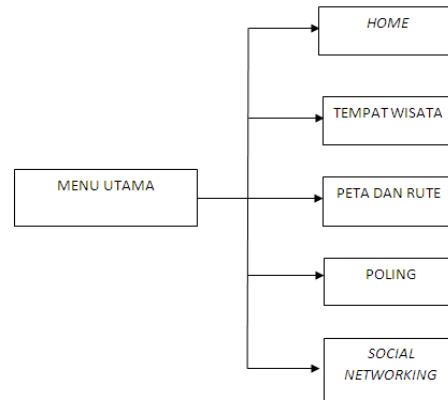 HOME
TEMPAT WISATA
MENU UTAMA
PETA DAN RUTE
POLING
SOCIAL
NETWORKING